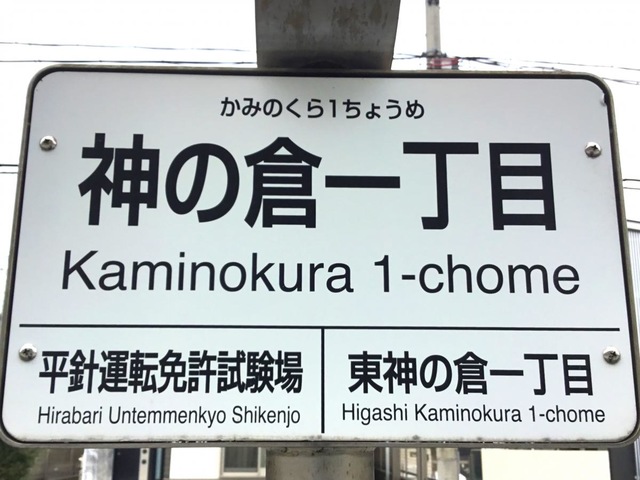 かみのくら1ちょうめ
神の倉一丁目
Kaminokura 1-chome
平針運転免許試験場
Hirabari Untemmenkyo Shikenjo
東神の倉一丁目
Higashi Kaminokura 1-chome